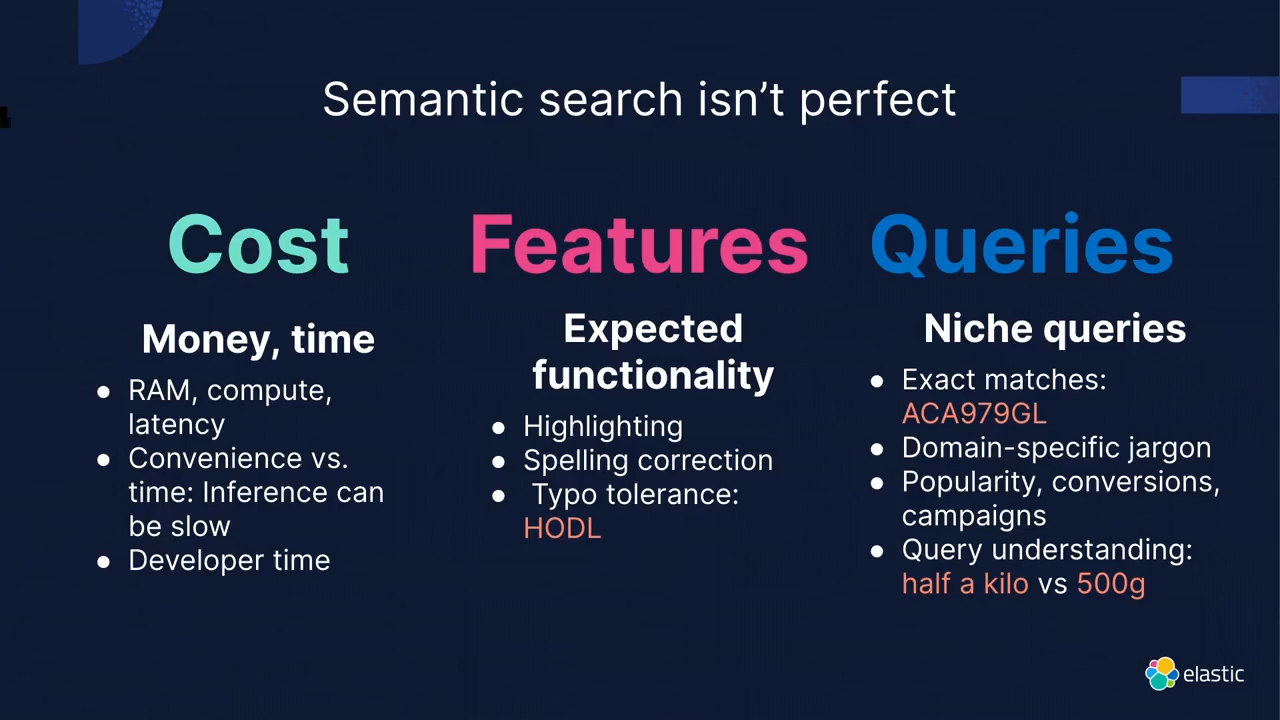 Semantic search isn't perfect
Cost
Money, time
● RAM, compute,
latency
● Convenience vs.
time: Inference can
be slow
● Developer time
Features
Expected
functionality
● Highlighting
● Spelling correction
● Typo tolerance:
HODL
Queries
Niche queries
● Exact matches:
ACA979GL
● Domain-specific jargon
● Popularity, conversions,
campaigns
● Query understanding:
half a kilo vs 500g
elastic